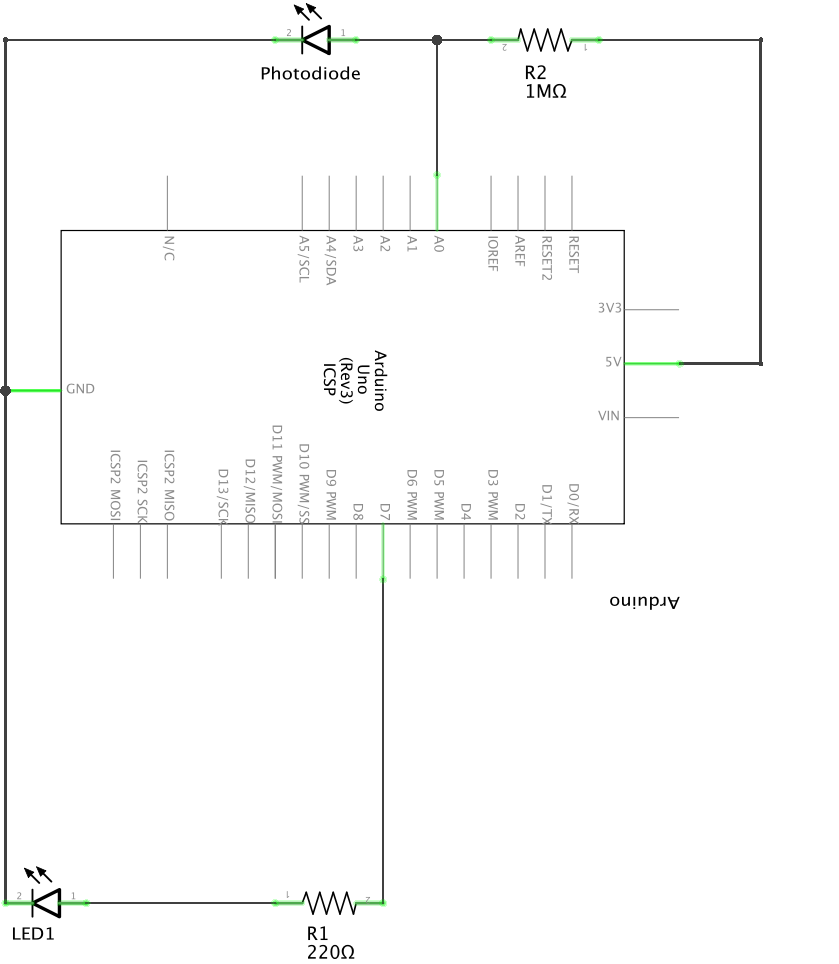 2
1
Photodiode
2
1
R2
1MΩ
N/C
A5/SCL
A4/SDA
A3
A2
A1
A0
IOREF
AREF
RESET2
RESET
3V3
5V
VIN
GND
Arduino
Uno
(Rev3)
ICSP
ICSP2 MOSI
ICSP2 SCK
ICSP2 MISO
D13/SCK
D12/MISO
D11 PWM/MOSI
D10 PWM/SS
D9 PWM
D8
D7
D6 PWM
D5 PWM
D4
D3 PWM
D2
D1/TX
D0/RX
Arduino
2
1
LED1
1
2
R1
220Ω